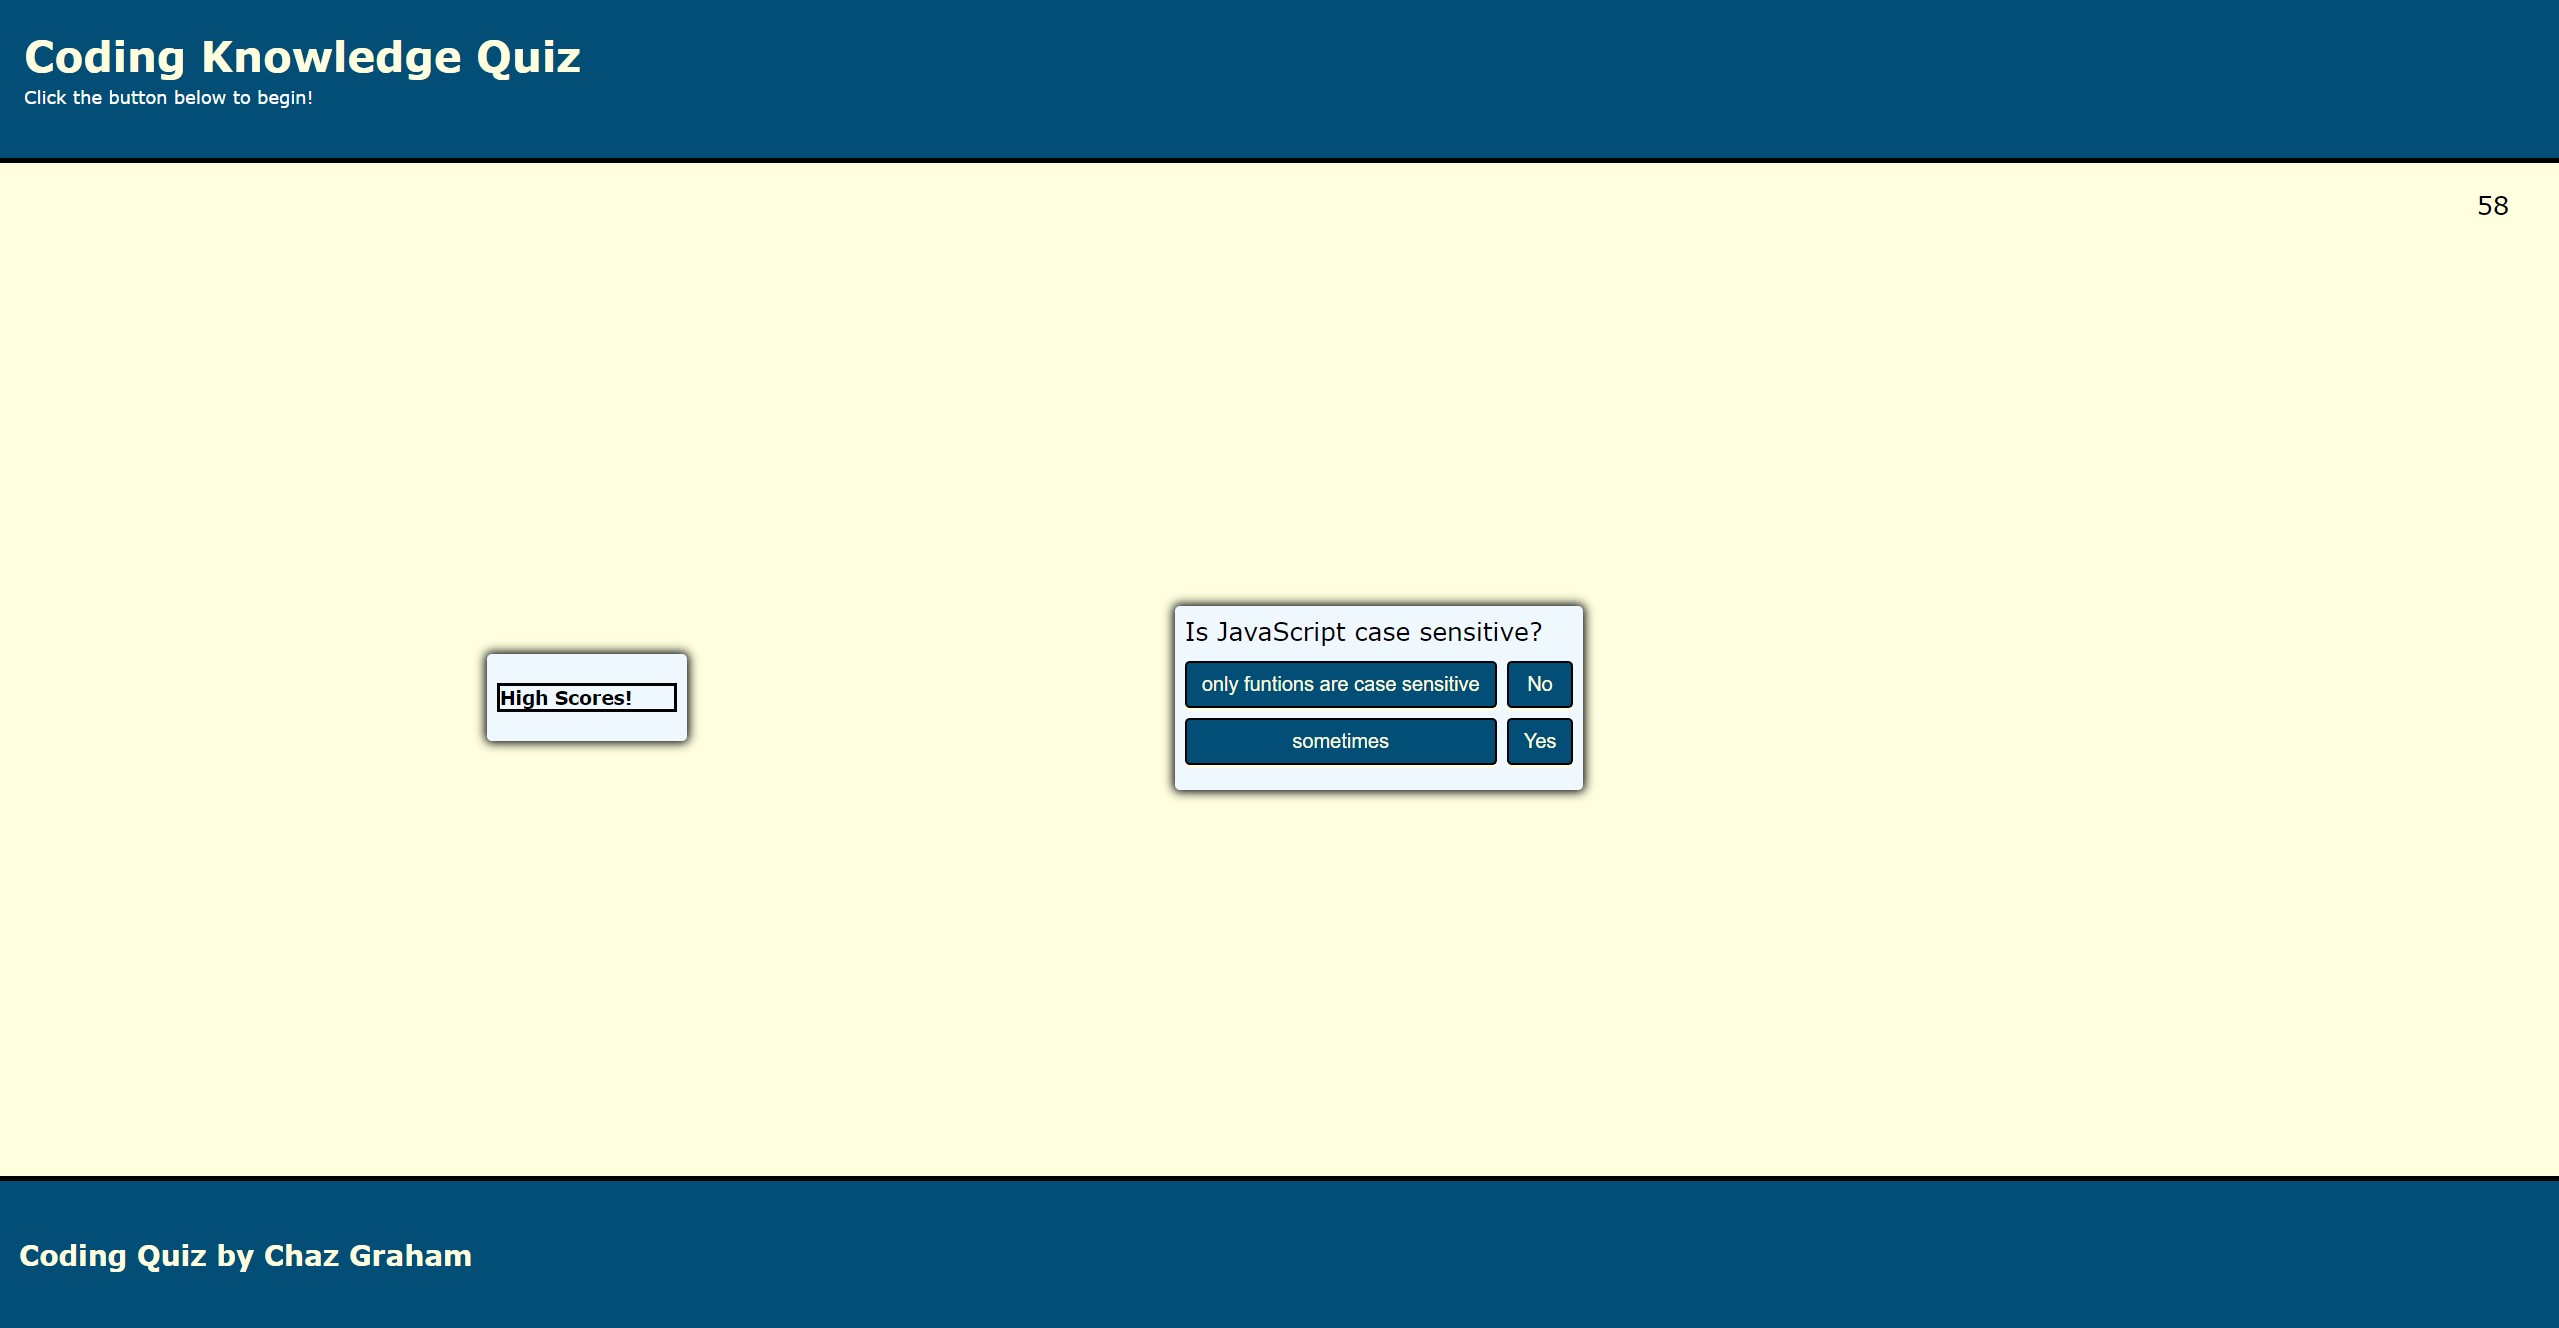 Coding Knowledge Quiz
Click the button below to begin!
58
High Scores!
Is JavaScript case sensitive?
only funtions are case sensitive
No
sometimes
Yes
Coding Quiz by Chaz Graham